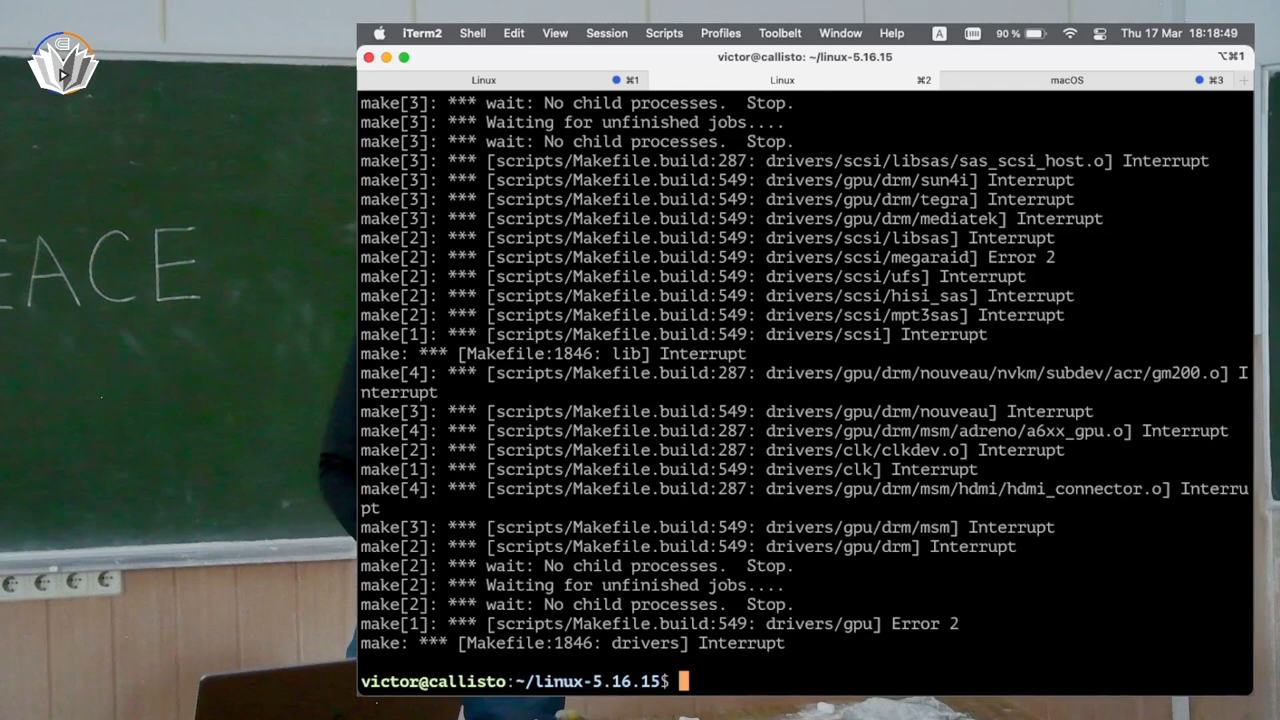 EACE
iTerm2 Shell Edit View Session Scripts Profiles Toolbelt Window Help A 90 % Thu 17 Mar 18:18:49
victor@callisto: ~/linux-5.16.15 ⌥⌘1
Linux ⌘1 Linux ⌘2 macOS ⌘3 +
make[3]: *** wait: No child processes.  Stop.
make[3]: *** Waiting for unfinished jobs....
make[3]: *** wait: No child processes.  Stop.
make[3]: *** [scripts/Makefile.build:287: drivers/scsi/libsas/sas_scsi_host.o] Interrupt
make[3]: *** [scripts/Makefile.build:549: drivers/gpu/drm/sun4i] Interrupt
make[3]: *** [scripts/Makefile.build:549: drivers/gpu/drm/tegra] Interrupt
make[3]: *** [scripts/Makefile.build:549: drivers/gpu/drm/mediatek] Interrupt
make[2]: *** [scripts/Makefile.build:549: drivers/scsi/libsas] Interrupt
make[2]: *** [scripts/Makefile.build:549: drivers/scsi/megaraid] Error 2
make[2]: *** [scripts/Makefile.build:549: drivers/scsi/ufs] Interrupt
make[2]: *** [scripts/Makefile.build:549: drivers/scsi/hisi_sas] Interrupt
make[2]: *** [scripts/Makefile.build:549: drivers/scsi/mpt3sas] Interrupt
make[1]: *** [scripts/Makefile.build:549: drivers/scsi] Interrupt
make: *** [Makefile:1846: lib] Interrupt
make[4]: *** [scripts/Makefile.build:287: drivers/gpu/drm/nouveau/nvkm/subdev/acr/gm200.o] I
nterrupt
make[3]: *** [scripts/Makefile.build:549: drivers/gpu/drm/nouveau] Interrupt
make[4]: *** [scripts/Makefile.build:287: drivers/gpu/drm/msm/adreno/a6xx_gpu.o] Interrupt
make[2]: *** [scripts/Makefile.build:287: drivers/clk/clkdev.o] Interrupt
make[1]: *** [scripts/Makefile.build:549: drivers/clk] Interrupt
make[4]: *** [scripts/Makefile.build:287: drivers/gpu/drm/msm/hdmi/hdmi_connector.o] Interru
pt
make[3]: *** [scripts/Makefile.build:549: drivers/gpu/drm/msm] Interrupt
make[2]: *** [scripts/Makefile.build:549: drivers/gpu/drm] Interrupt
make[2]: *** wait: No child processes.  Stop.
make[2]: *** Waiting for unfinished jobs....
make[2]: *** wait: No child processes.  Stop.
make[1]: *** [scripts/Makefile.build:549: drivers/gpu] Error 2
make: *** [Makefile:1846: drivers] Interrupt
victor@callisto:~/linux-5.16.15$